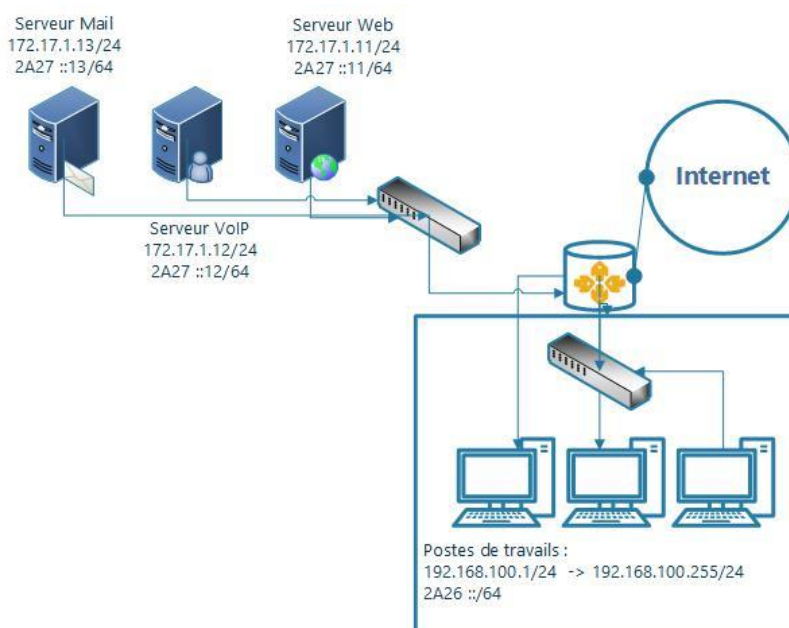 Serveur Mail
172.17.1.13/24
2A27 ::13/64
Serveur Web
172.17.1.11/24
2A27 ::11/64
Internet
Serveur VoIP
172.17.1.12/24
2A27 ::12/64
Postes de travails :
192.168.100.1/24 -> 192.168.100.255/24
2A26 ::/64